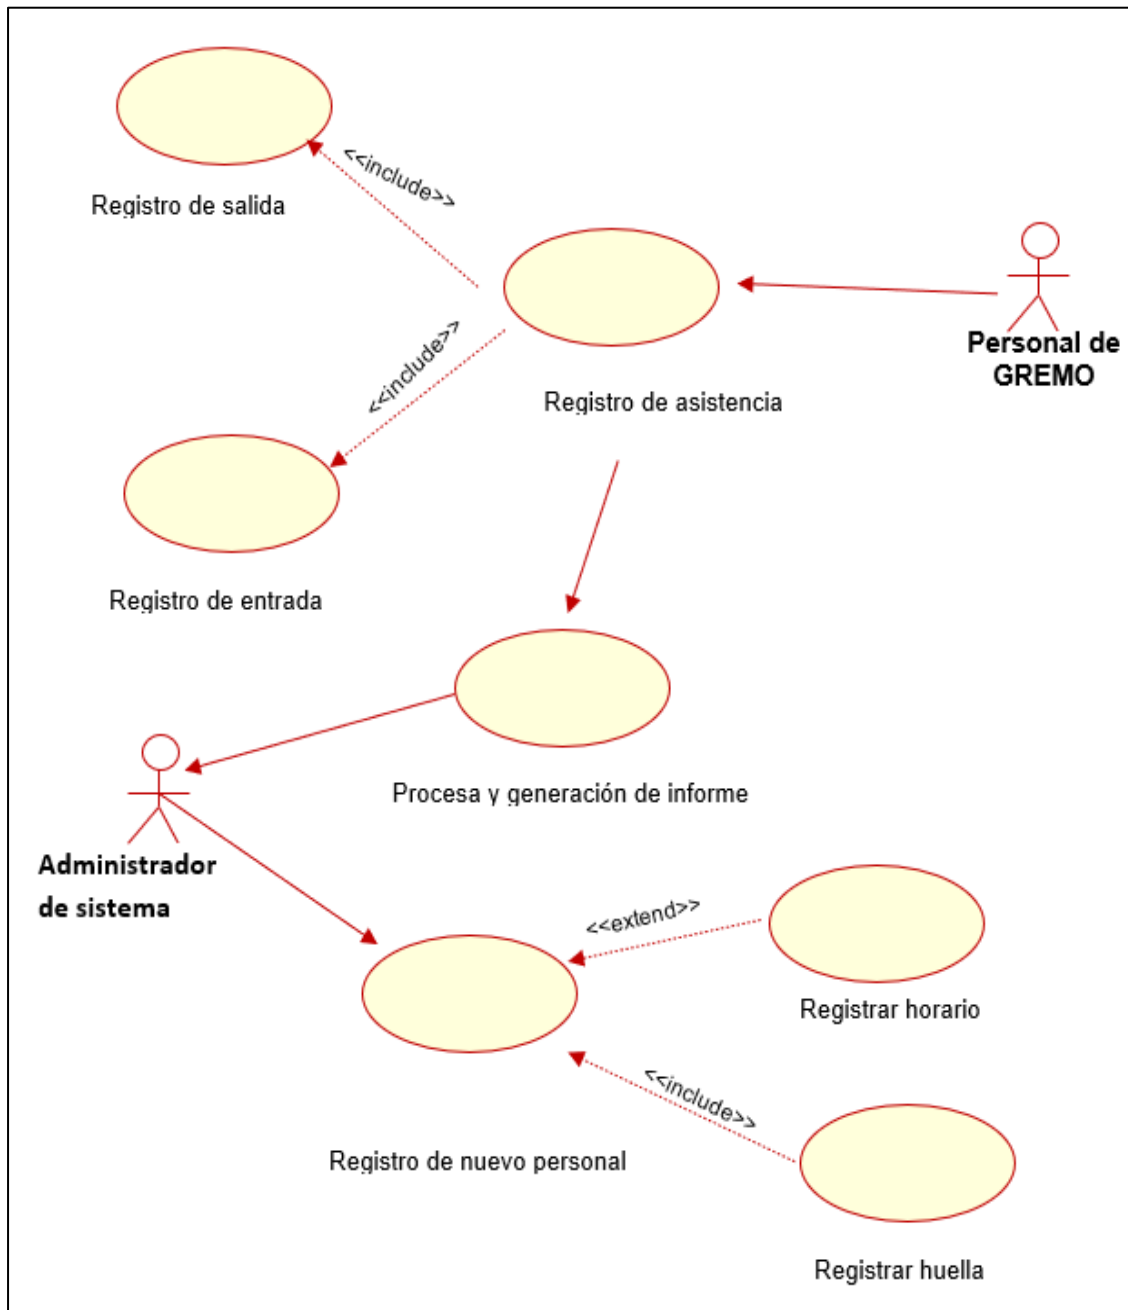 <<include>>
Registro de salida
Personal de
GREMO
<<include>>
Registro de asistencia
Registro de entrada
Procesa y generación de informe
Administrador
de sistema
<<extend>>
Registrar horario
<<include>>
Registro de nuevo personal
Registrar huella